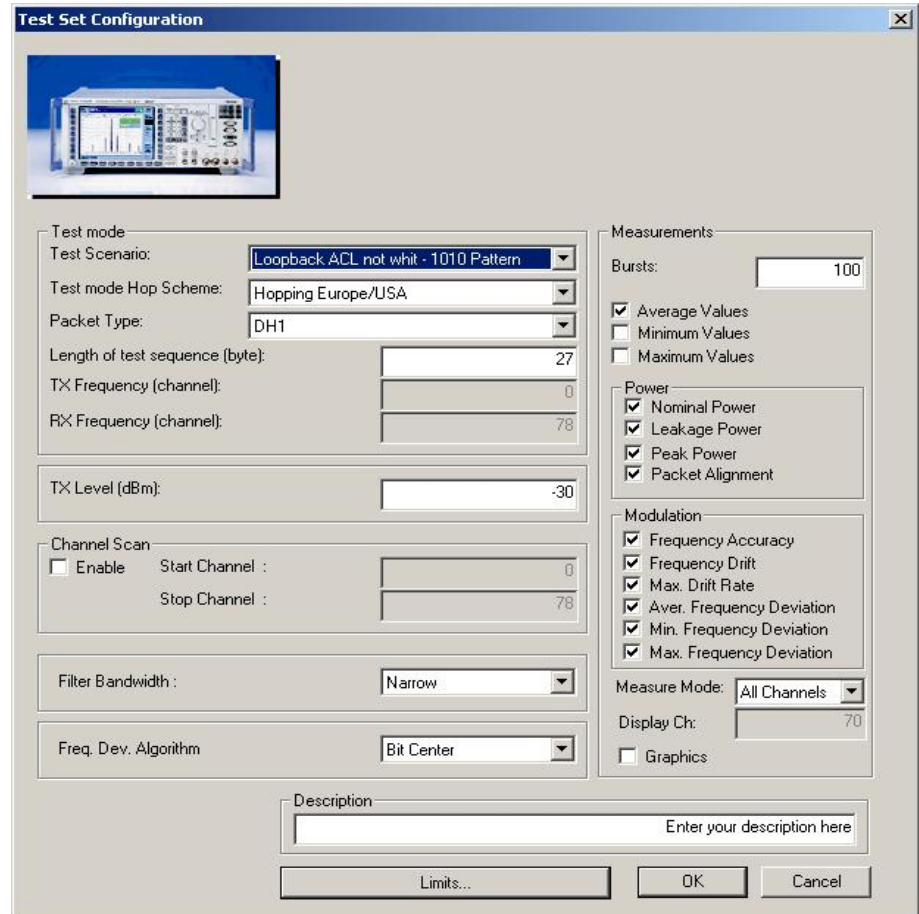 Test Set Configuration
Test mode
Test Scenario: Loopback ACL not whit - 1010 Pattern
Test mode Hop Scheme: Hopping Europe/USA
Packet Type: DH1
Length of test sequence (byte): 27
TX Frequency (channel): 0
RX Frequency (channel): 78
TX Level (dBm): -30
Channel Scan
Enable Start Channel : 0
Stop Channel : 78
Filter Bandwidth : Narrow
Freq. Dev. Algorithm Bit Center
Measurements
Bursts: 100
Average Values
Minimum Values
Maximum Values
Power
Nominal Power
Leakage Power
Peak Power
Packet Alignment
Modulation
Frequency Accuracy
Frequency Drift
Max. Drift Rate
Aver. Frequency Deviation
Min. Frequency Deviation
Max. Frequency Deviation
Measure Mode: All Channels
Display Ch: 70
Graphics
Description
Enter your description here
Limits...
OK
Cancel